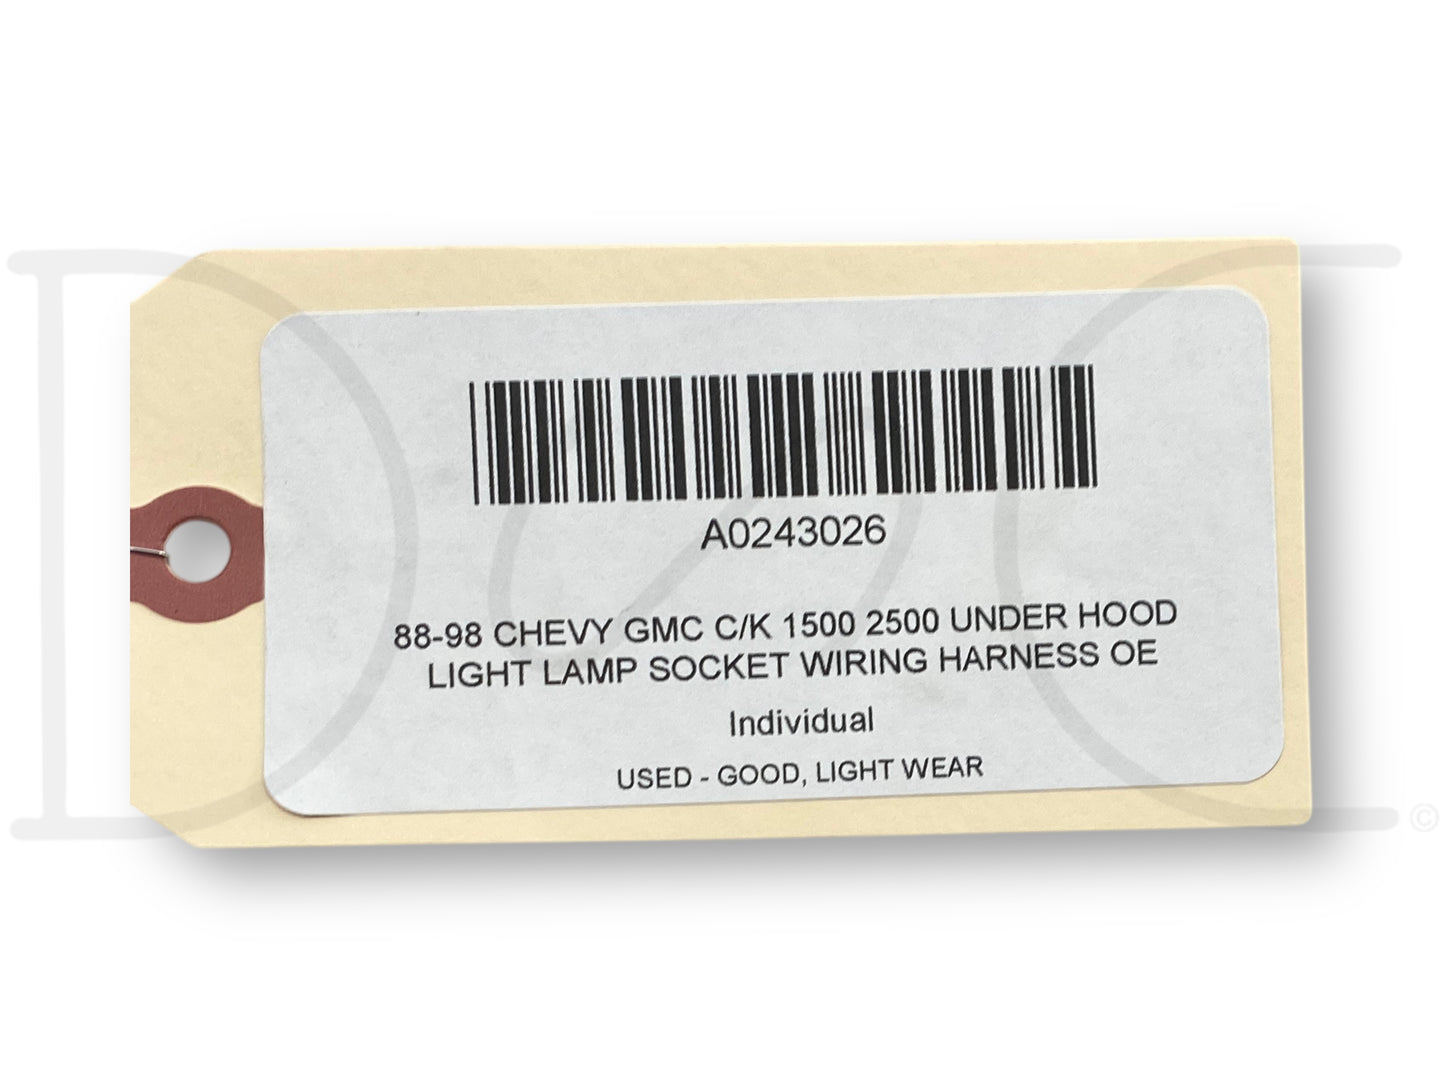 A0243026
88-98 CHEVY GMC C/K 1500 2500 UNDER HOOD
LIGHT LAMP SOCKET WIRING HARNESS OE
Individual
USED - GOOD, LIGHT WEAR
©